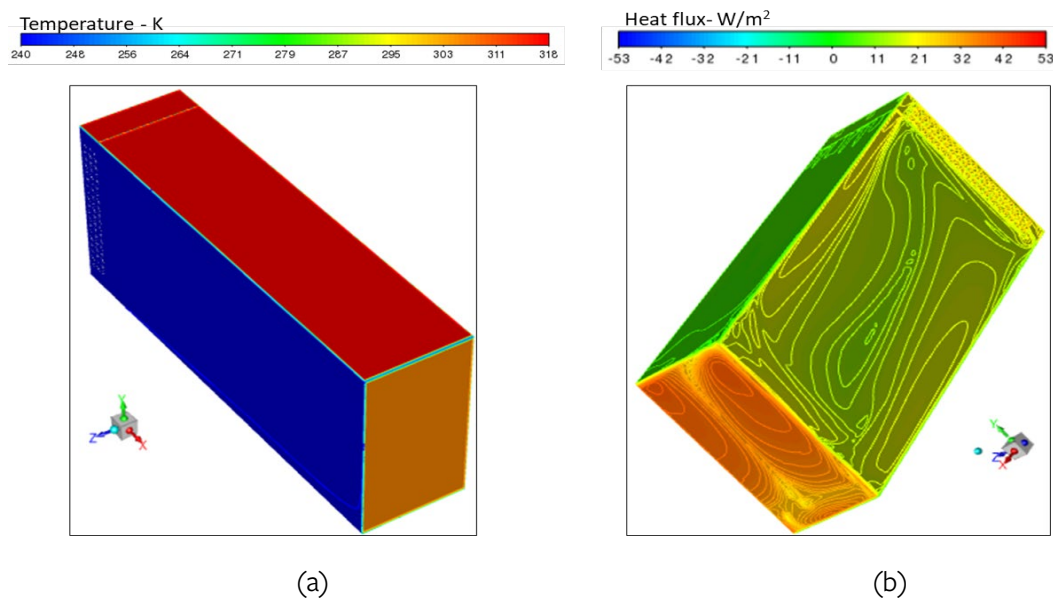 Temperature - K
240 248 256 264 271 279 287 295 303 311 318
Heat flux- W/m²
-53 -42 -32 -21 -11 0 11 21 32 42 53
Y
Z
X
Y
Z
X
(a)
(b)